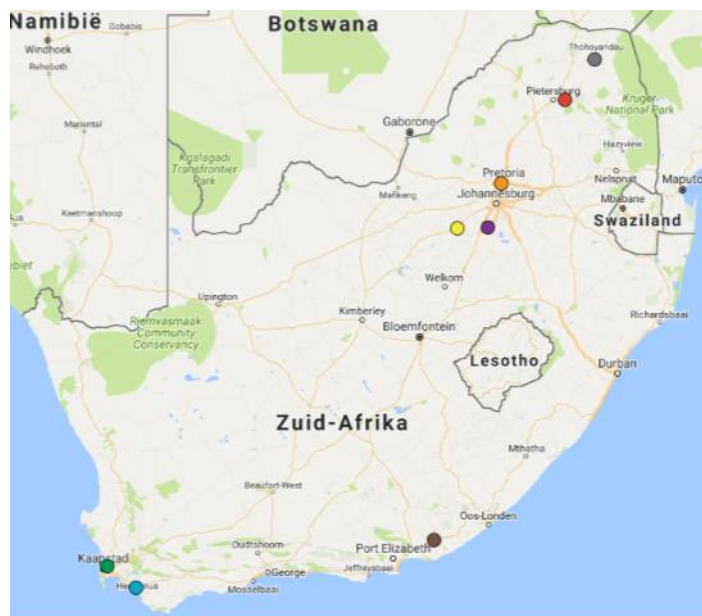 Namibië
Gobabis
Botswana
Windhoek
Rehoboth
Thohoyandou
Pietersburg
Kruger
National Park
Mariental
Gaborone
Kgalagadi
Transfrontier
Park
Hazyview
Pretoria
Nelspruit
Mafikeng
Johannesburg
Maputo
Mbabane
Keetmanshoop
Swaziland
Aus
Welkom
Upington
Kimberley
Richardsbaai
Riemvasmaak
Community
Conservancy
Bloemfontein
Lesotho
Durban
Zuid-Afrika
Mthatha
Beaufort-West
Oos-Londen
Oudtshoorn
Port Elizabeth
Kaapstad
George
Jeffreysbaai
Mosselbaai